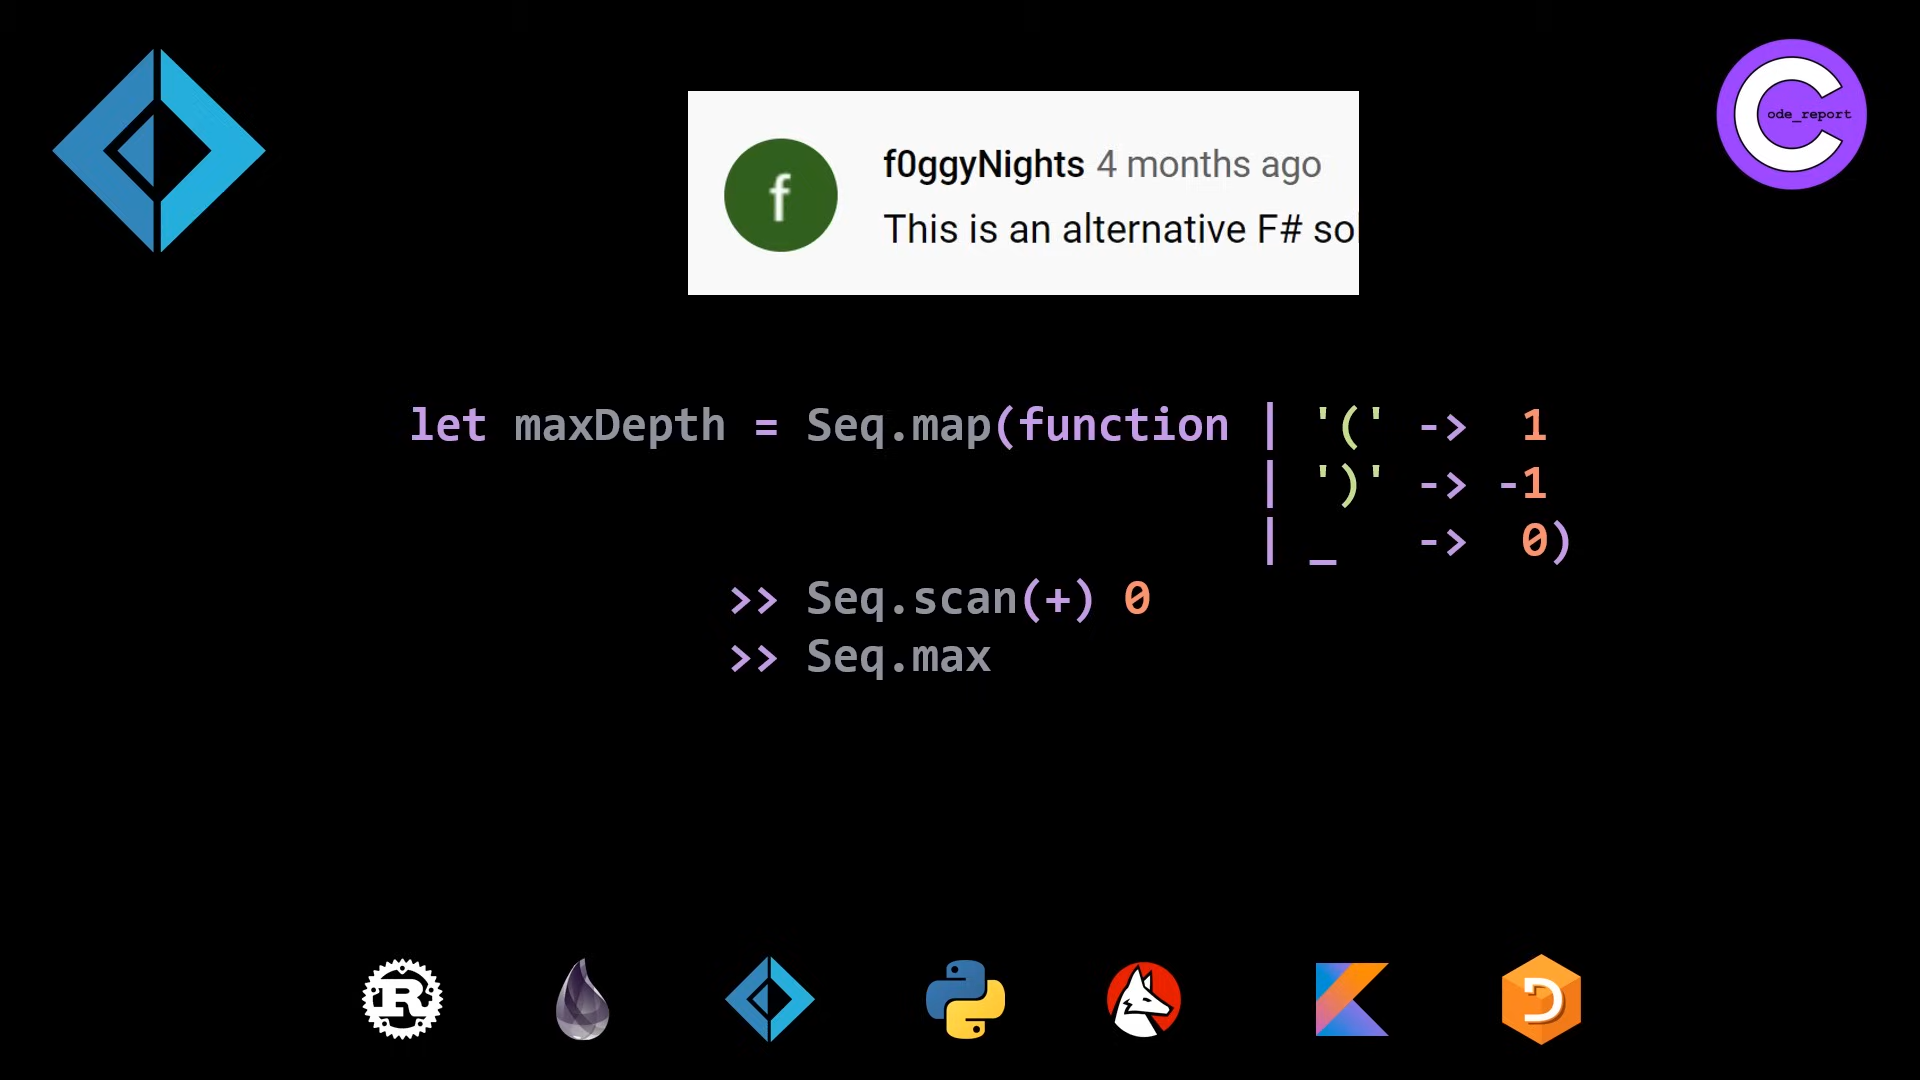 ode_report
f0ggyNights 4 months ago
This is an alternative F# so
let maxDepth = Seq.map(function | '(' ->  1
                                | ')' -> -1
                                | _   ->  0)
            >> Seq.scan(+) 0
            >> Seq.max